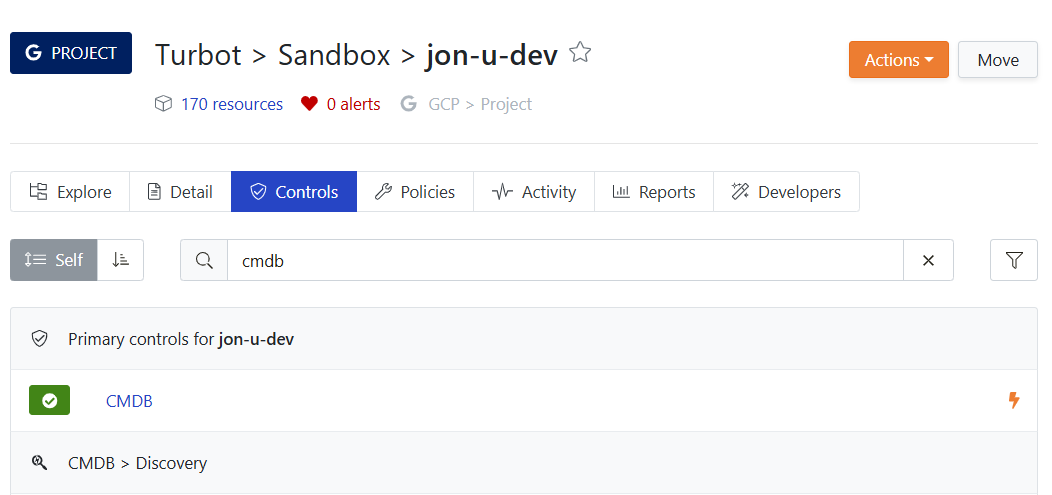 G PROJECT
Turbot > Sandbox > jon-u-dev
Actions
Move
170 resources 0 alerts G GCP > Project
Explore Detail Controls Policies Activity Reports Developers
Self
cmdb
Primary controls for jon-u-dev
CMDB
CMDB > Discovery